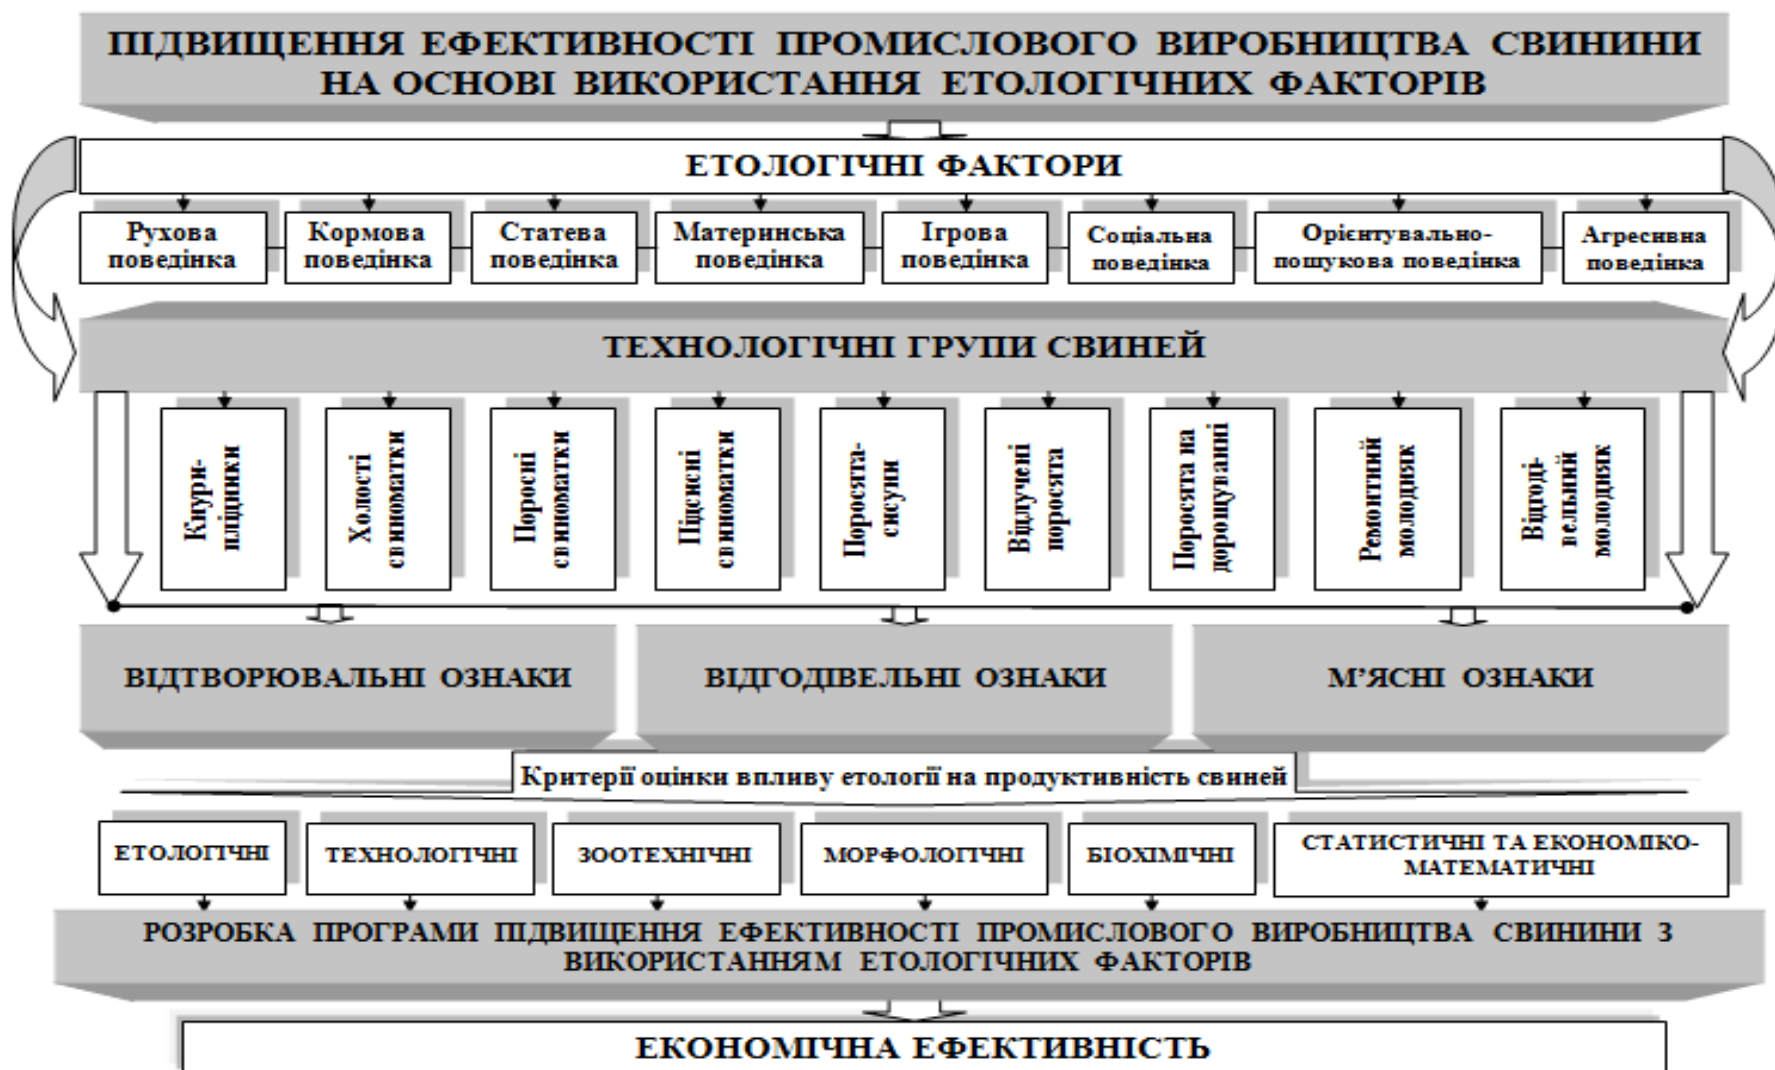 ПІДВИЩЕННЯ ЕФЕКТИВНОСТІ ПРОМИСЛОВОГО ВИРОБНИЦТВА СВИНИНИ
НА ОСНОВІ ВИКОРИСТАННЯ ЕТОЛОГІЧНИХ ФАКТОРІВ
ЕТОЛОГІЧНІ ФАКТОРИ
Рухова
поведінка
Кормова
поведінка
Статева
поведінка
Материнська
поведінка
Ігрова
поведінка
Соціальна
поведінка
Орієнтувально-
пошукова поведінка
Агресивна
поведінка
ТЕХНОЛОГІЧНІ ГРУПИ СВИНЕЙ
Кнури-
плідники
Холості
свиноматки
Поросні
свиноматки
Підсисні
свиноматки
Поросята-
сисуни
Відлучені
поросята
Поросята на
дорощуванні
Ремонтний
молодняк
Відгоді-
вельний
молодняк
ВІДТВОРЮВАЛЬНІ ОЗНАКИ
ВІДГОДІВЕЛЬНІ ОЗНАКИ
М’ЯСНІ ОЗНАКИ
Критерії оцінки впливу етології на продуктивність свиней
ЕТОЛОГІЧНІ
ТЕХНОЛОГІЧНІ
ЗООТЕХНІЧНІ
МОРФОЛОГІЧНІ
БІОХІМІЧНІ
СТАТИСТИЧНІ ТА ЕКОНОМІКО-
МАТЕМАТИЧНІ
РОЗРОБКА ПРОГРАМИ ПІДВИЩЕННЯ ЕФЕКТИВНОСТІ ПРОМИСЛОВОГО ВИРОБНИЦТВА СВИНИНИ З
ВИКОРИСТАННЯМ ЕТОЛОГІЧНИХ ФАКТОРІВ
ЕКОНОМІЧНА ЕФЕКТИВНІСТЬ